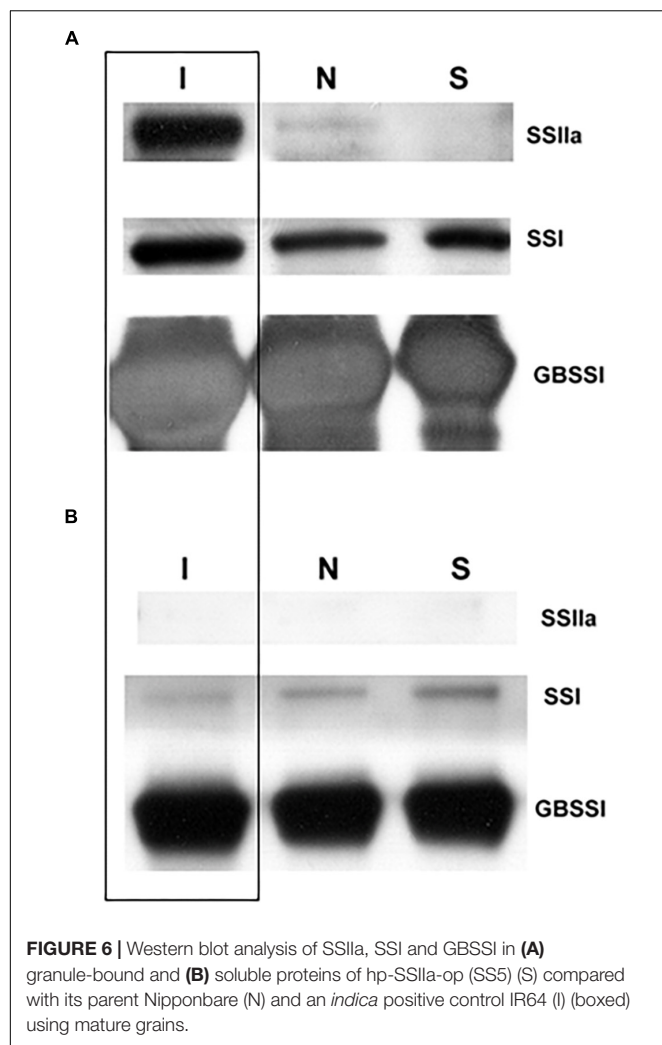 A
I N S
SSIIa
SSI
GBSSI
B
I N S
SSIIa
SSI
GBSSI
FIGURE 6 | Western blot analysis of SSIIa, SSI and GBSSI in (A)
granule-bound and (B) soluble proteins of hp-SSIIa-op (SS5) (S) compared
with its parent Nipponbare (N) and an indica positive control IR64 (I) (boxed)
using mature grains.